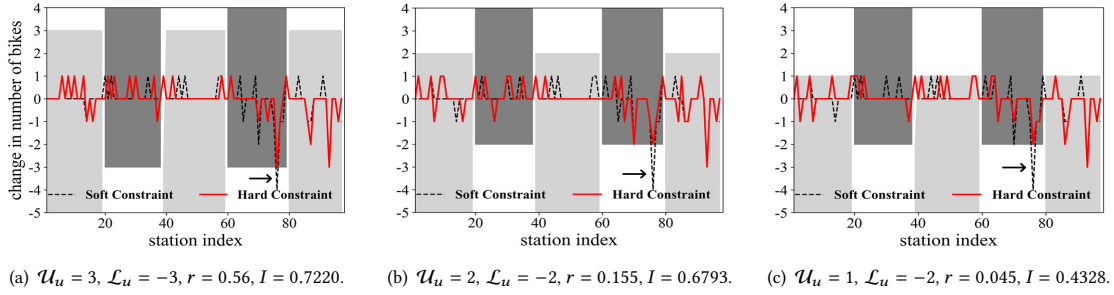 change in number of bikes
4
3
2
1
0
-1
-2
-3
-4
-5
Soft Constraint
Hard Constraint
20 40 60 80
station index
4
3
2
1
0
-1
-2
-3
-4
-5
Soft Constraint
Hard Constraint
20 40 60 80
station index
4
3
2
1
0
-1
-2
-3
-4
-5
Soft Constraint
Hard Constraint
20 40 60 80
station index
(a) 𝒰ᵤ = 3, ℒᵤ = −3, r = 0.56, I = 0.7220.
(b) 𝒰ᵤ = 2, ℒᵤ = −2, r = 0.155, I = 0.6793.
(c) 𝒰ᵤ = 1, ℒᵤ = −2, r = 0.045, I = 0.4328.